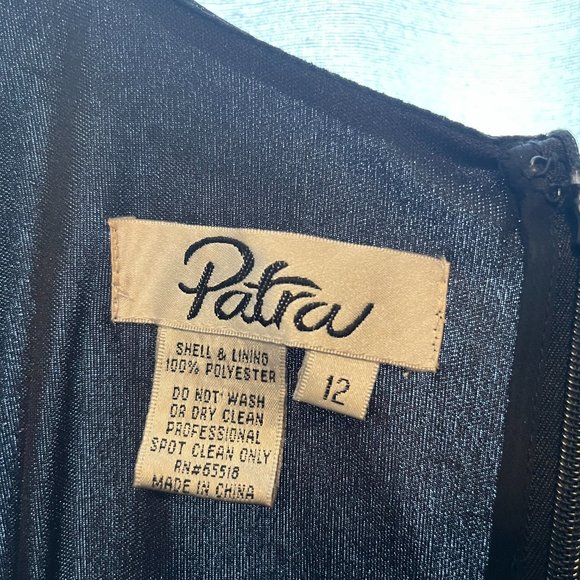 Patra
SHELL & LINING
100% POLYESTER
12
DO NOT WASH
OR DRY CLEAN
PROFESSIONAL
SPOT CLEAN ONLY
RN#65518
MADE IN CHINA